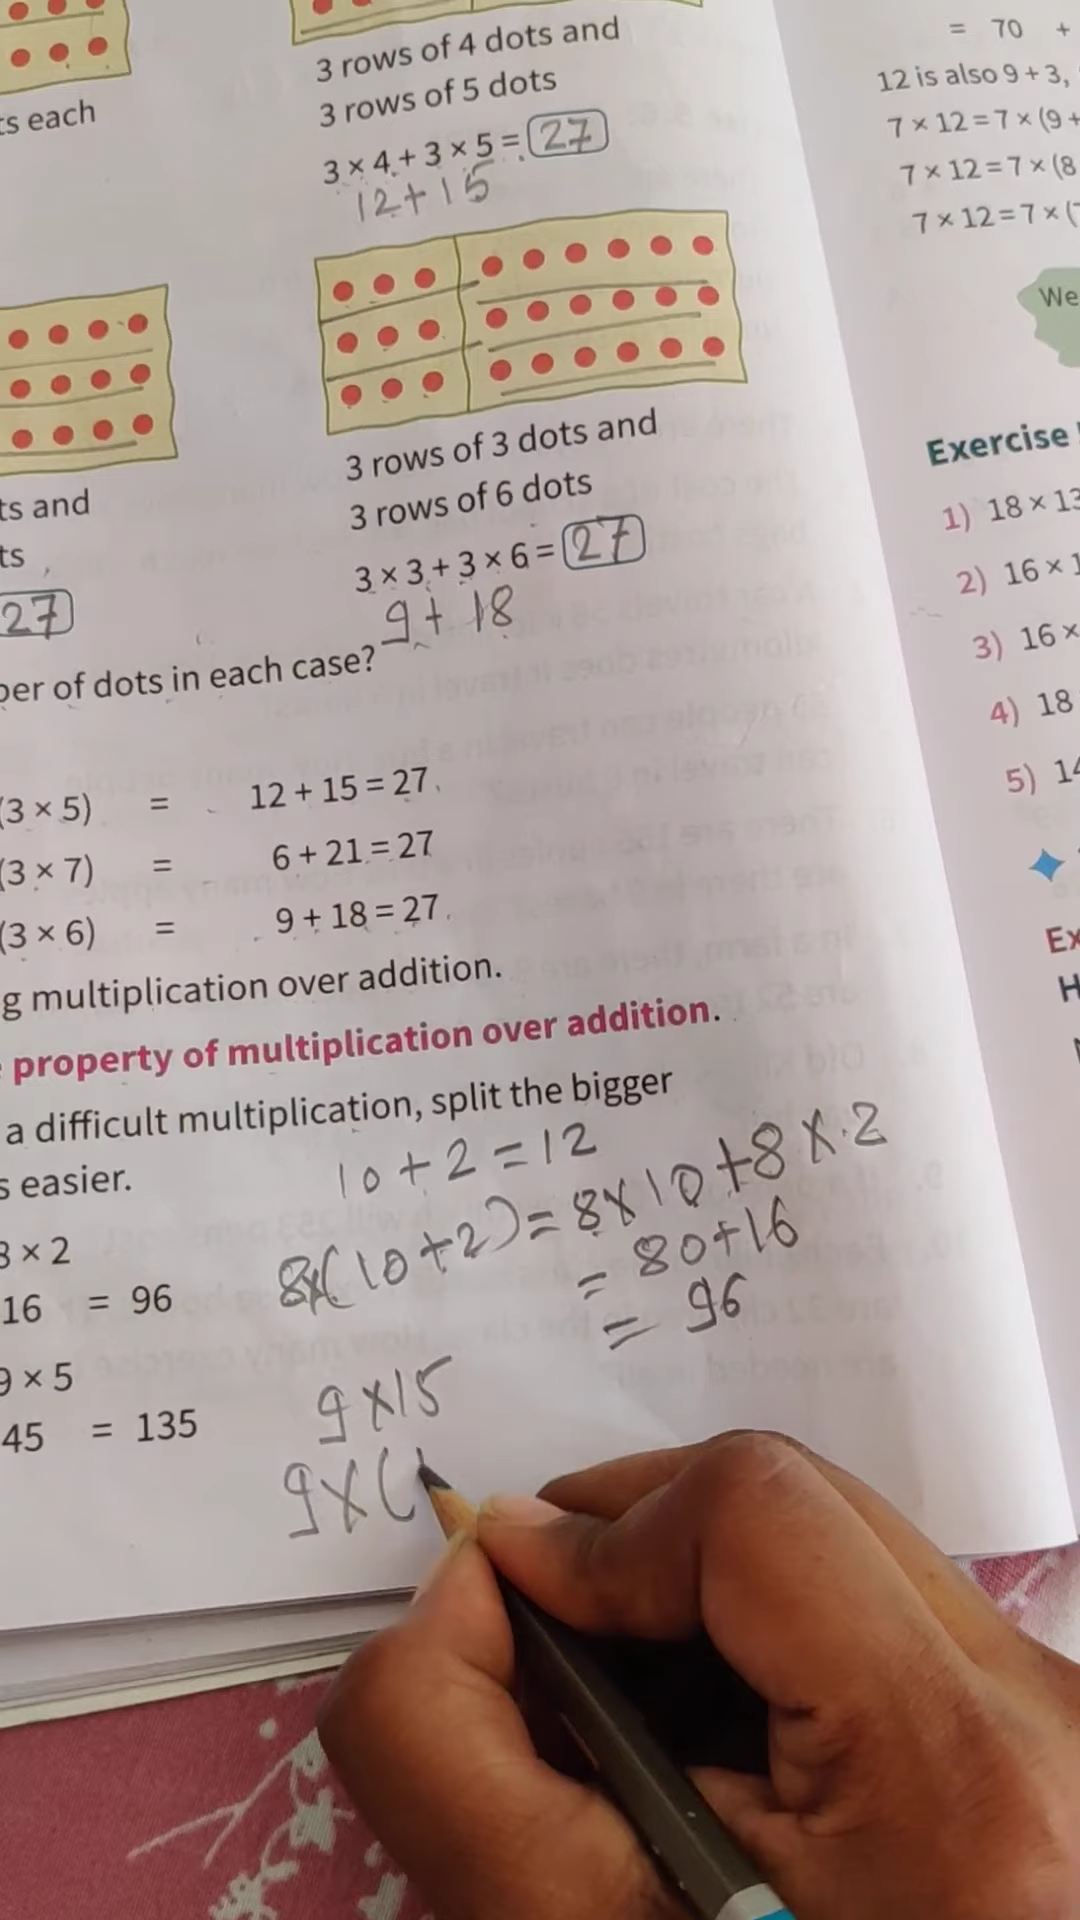 ts each
3 rows of 4 dots and
3 rows of 5 dots
3 × 4 + 3 × 5 = 27
12 + 15
ts and
ts
27
3 rows of 3 dots and
3 rows of 6 dots
3 × 3 + 3 × 6 = 27
9 + 18
ber of dots in each case?
(3 × 5) = 12 + 15 = 27
(3 × 7) = 6 + 21 = 27
(3 × 6) = 9 + 18 = 27
g multiplication over addition.
property of multiplication over addition.
a difficult multiplication, split the bigger
s easier.
10 + 2 = 12
× 2
16 = 96
8×(10+2) = 8×10+8×2
= 80+16
= 96
9 × 5
45 = 135
9×15
9×(
= 70 +
12 is also 9 + 3,
7 × 12 = 7 × (9 +
7 × 12 = 7 × (8
7 × 12 = 7 × (
We
Exercise
1) 18 × 13
2) 16 × 1
3) 16 ×
4) 18
5) 14
Ex
H